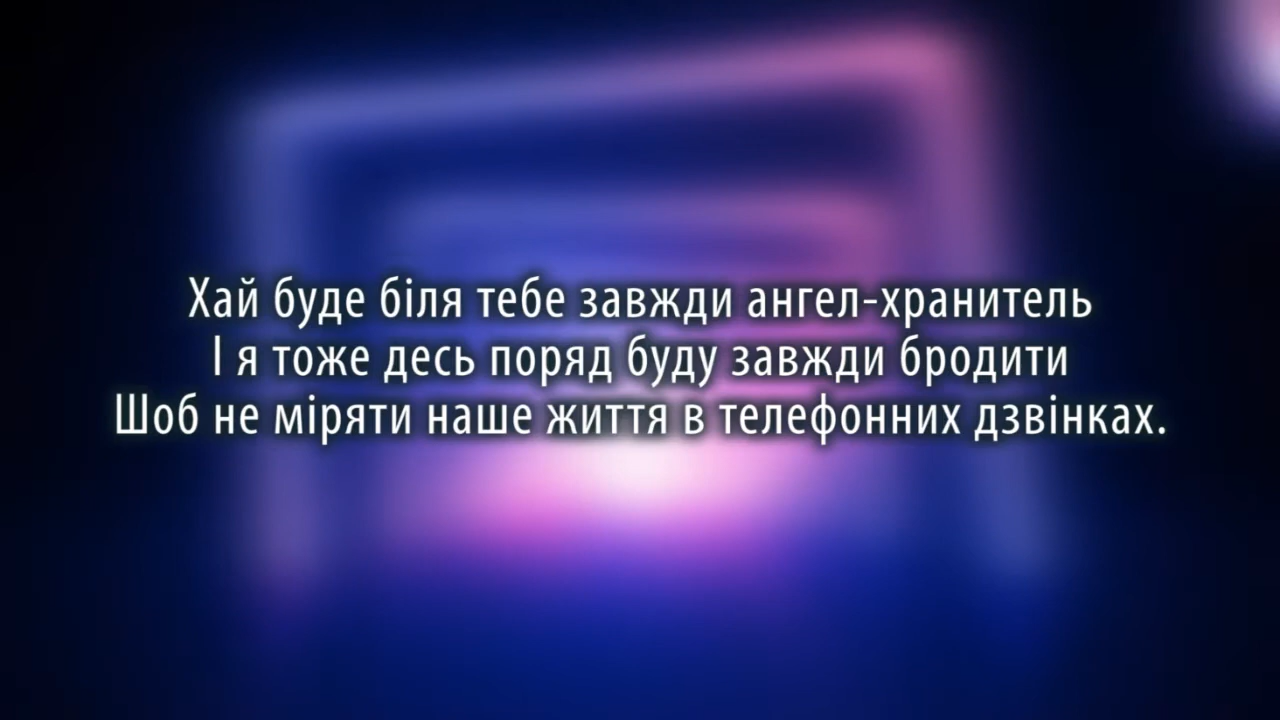 Хай буде біля тебе завжди ангел-хранитель
І я тоже десь поряд буду завжди бродити
Шоб не міряти наше життя в телефонних дзвінках.